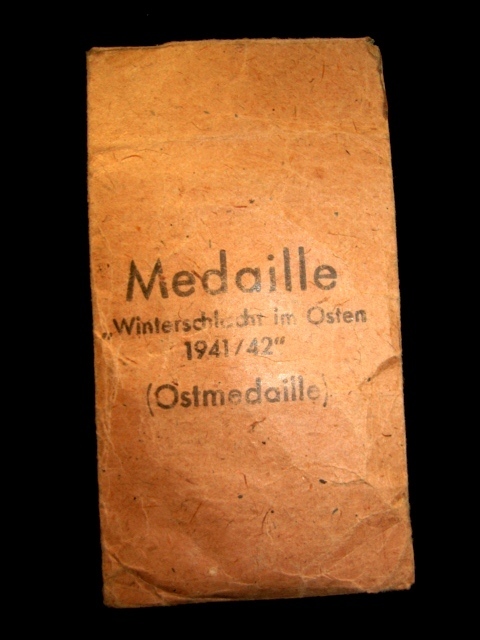 Medaille
„Winterschlacht im Osten
1941/42“
(Ostmedaille)